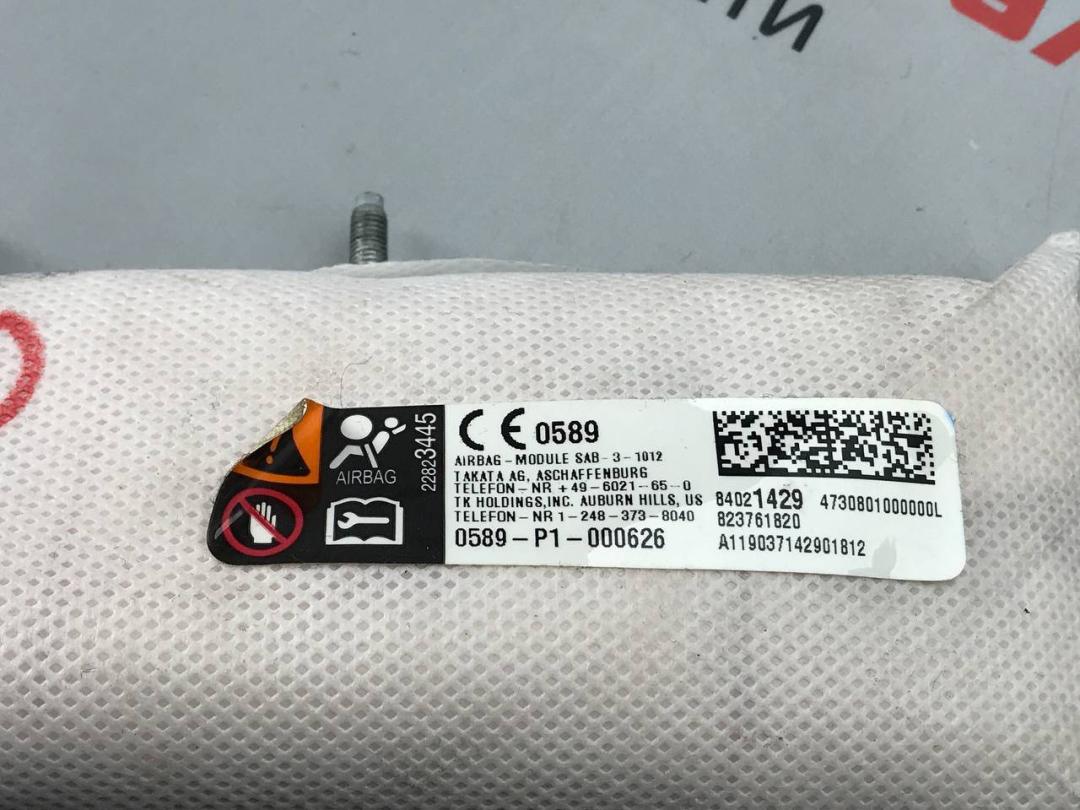 AIRBAG
22823445
CE 0589
AIRBAG-MODULE SAB-3-1012
TAKATA AG, ASCHAFFENBURG
TELEFON-NR +49-6021-65-0
TK HOLDINGS,INC. AUBURN HILLS, US
TELEFON-NR 1-248-373-8040
0589-P1-000626
84021429 4730801000000L
823761820
A119037142901812